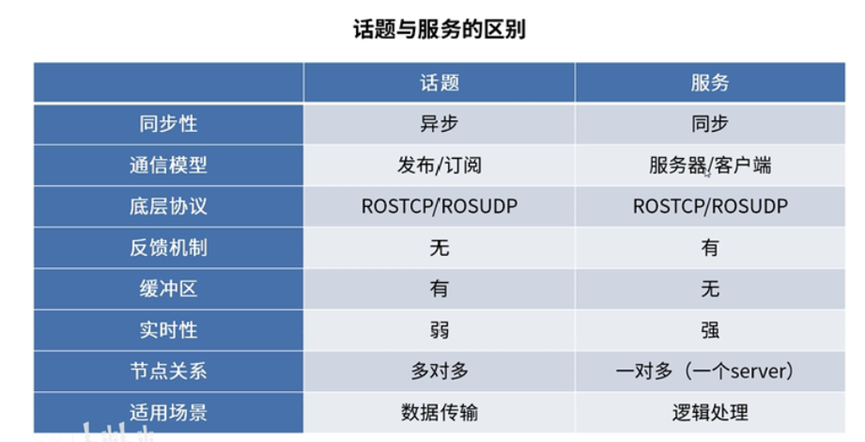 话题与服务的区别
话题 服务
同步性 异步 同步
通信模型 发布/订阅 服务器/客户端
底层协议 ROSTCP/ROSUDP ROSTCP/ROSUDP
反馈机制 无 有
缓冲区 有 无
实时性 弱 强
节点关系 多对多 一对多（一个server）
适用场景 数据传输 逻辑处理